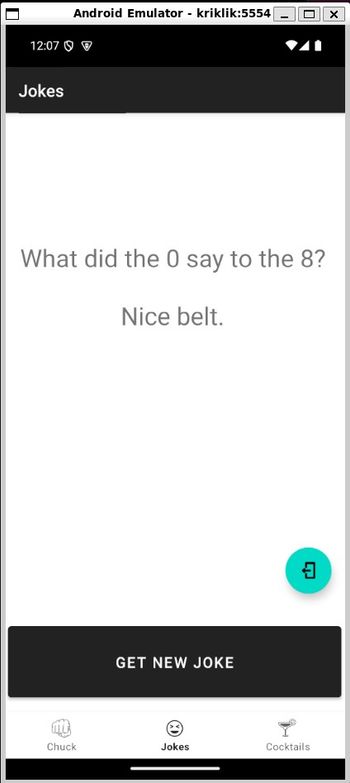 Android Emulator - kriklik:5554
12:07
Jokes
What did the 0 say to the 8?
Nice belt.
GET NEW JOKE
Chuck
Jokes
Cocktails